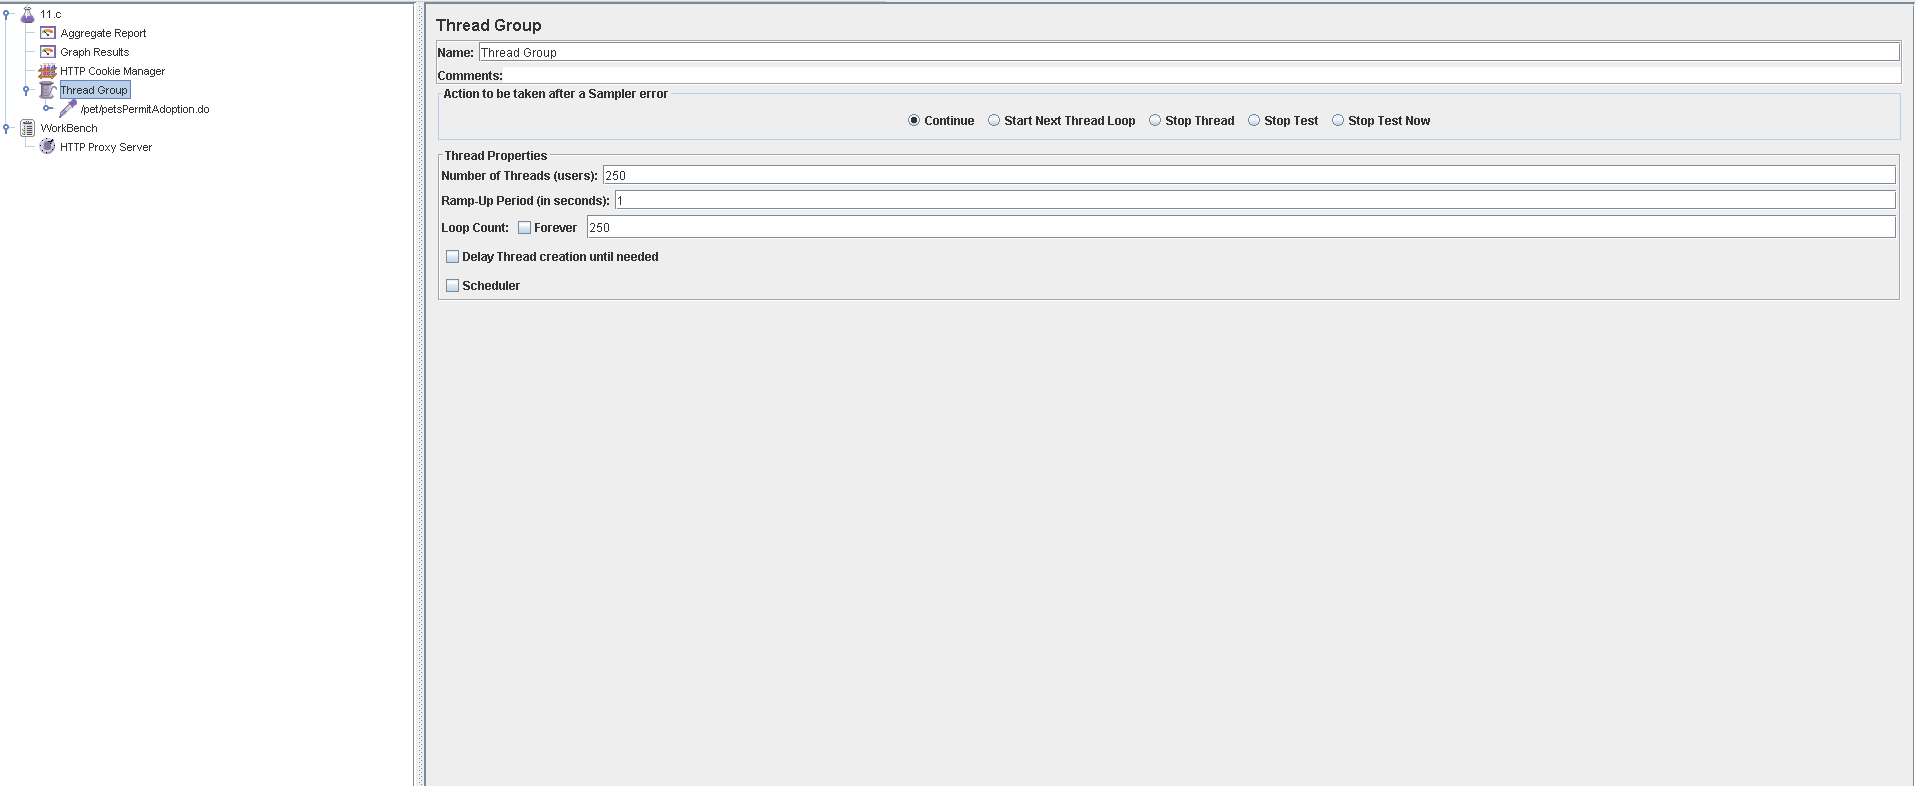 11.c
Aggregate Report
Graph Results
HTTP Cookie Manager
Thread Group
/pet/petsPermitAdoption.do
WorkBench
HTTP Proxy Server
Thread Group
Name: Thread Group
Comments:
Action to be taken after a Sampler error
Continue Start Next Thread Loop Stop Thread Stop Test Stop Test Now
Thread Properties
Number of Threads (users): 250
Ramp-Up Period (in seconds): 1
Loop Count: Forever 250
Delay Thread creation until needed
Scheduler